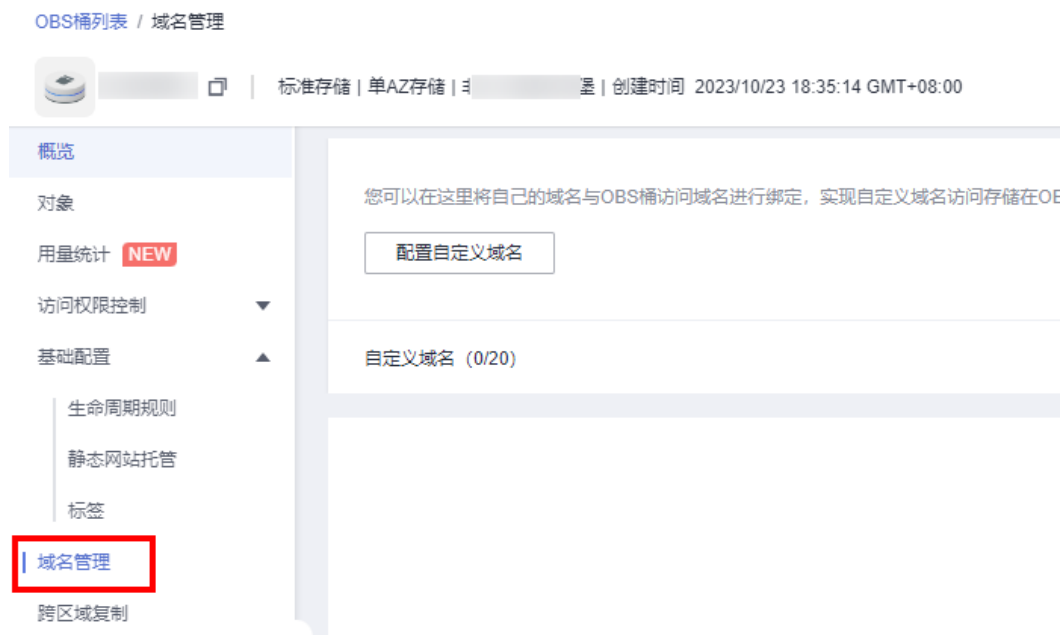 OBS桶列表 / 域名管理
标准存储 | 单AZ存储 | | 创建时间 2023/10/23 18:35:14 GMT+08:00
概览
对象
用量统计 NEW
访问权限控制
基础配置
生命周期规则
静态网站托管
标签
域名管理
跨区域复制
您可以在这里将自己的域名与OBS桶访问域名进行绑定，实现自定义域名访问存储在OB
配置自定义域名
自定义域名（0/20）